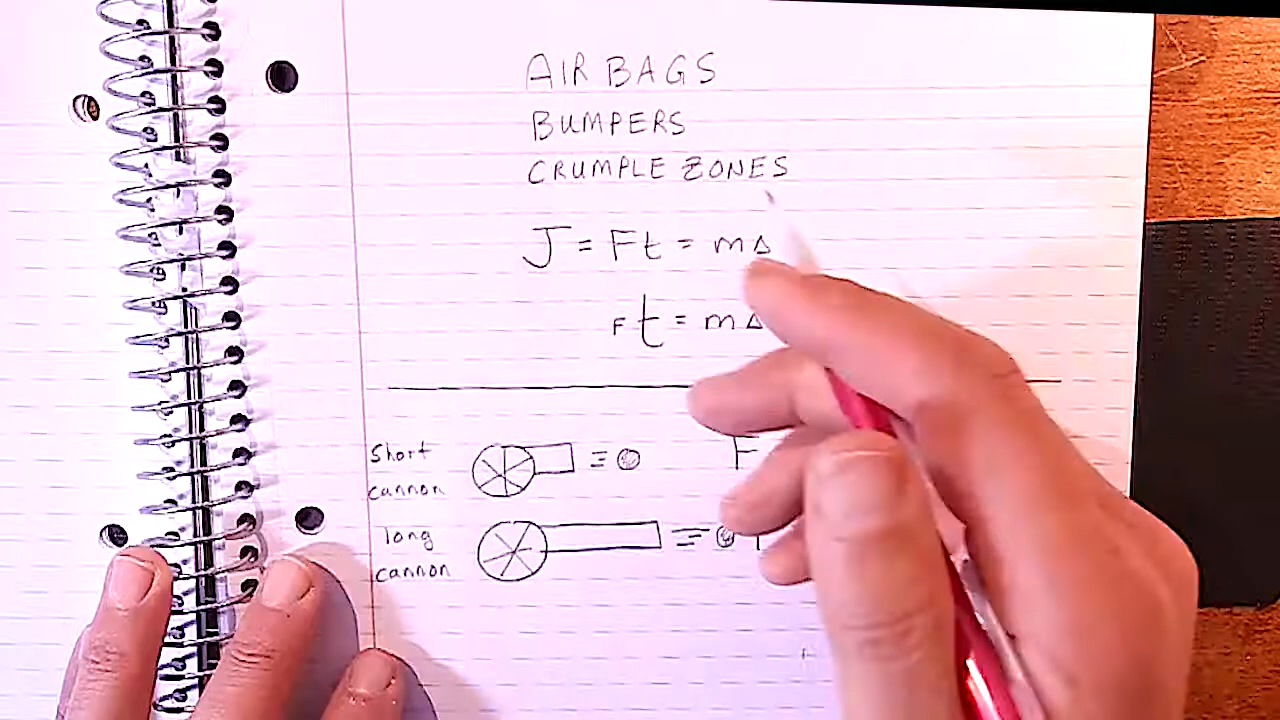 AIR BAGS
BUMPERS
CRUMPLE ZONES
J = Ft = mΔ
Ft = mΔ
Short cannon
F
long cannon